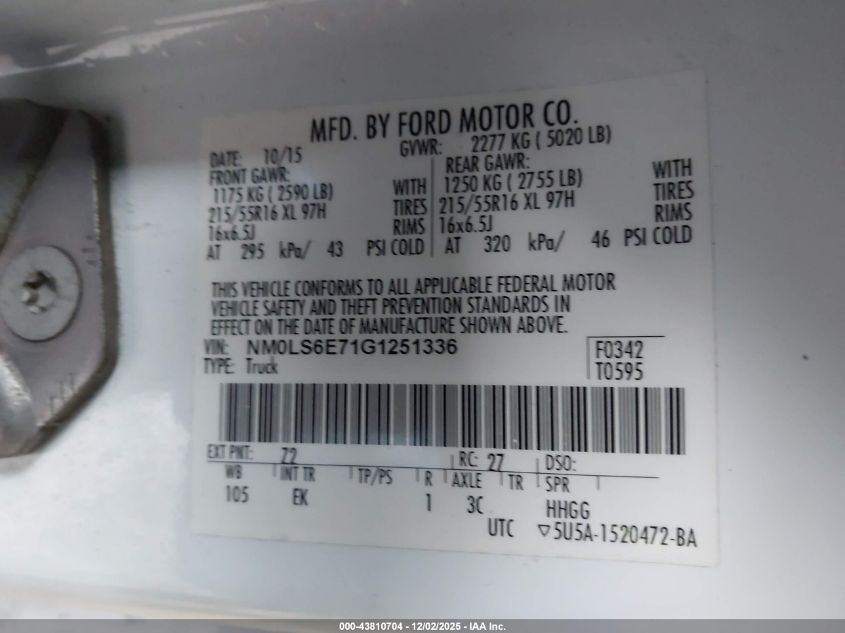 MFD. BY FORD MOTOR CO.
DATE: 10/15 GVWR: 2277 KG ( 5020 LB)
FRONT GAWR: REAR GAWR:
1175 KG ( 2590 LB) WITH 1250 KG ( 2755 LB) WITH
215/55R16 XL 97H TIRES 215/55R16 XL 97H TIRES
16x6.5J RIMS 16x6.5J RIMS
AT 295 kPa/ 43 PSI COLD AT 320 kPa/ 46 PSI COLD
THIS VEHICLE CONFORMS TO ALL APPLICABLE FEDERAL MOTOR
VEHICLE SAFETY AND THEFT PREVENTION STANDARDS IN
EFFECT ON THE DATE OF MANUFACTURE SHOWN ABOVE.
VIN: NM0LS6E71G1251336 F0342
TYPE: Truck T0595
EXT PNT: Z2 RC: 27 DSO:
WB INT TR TP/PS R AXLE TR SPR
105 EK 1 3C HHGG
UTC ▽5U5A-1520472-BA
000-43810704 - 12/02/2025 - IAA Inc.